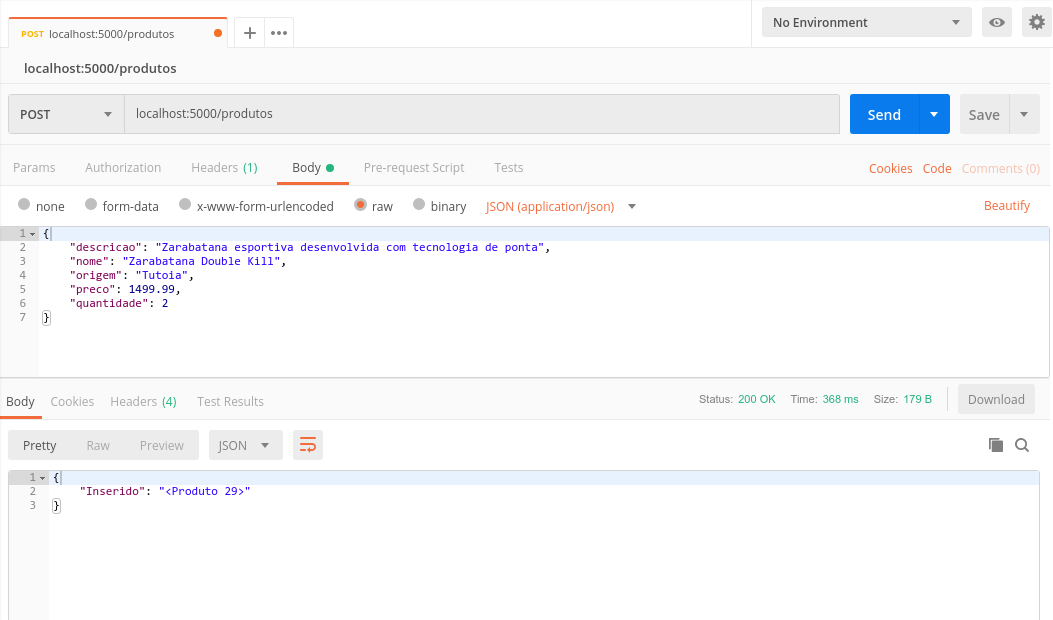 POST localhost:5000/produtos
No Environment
localhost:5000/produtos
POST localhost:5000/produtos Send Save
Params Authorization Headers (1) Body Pre-request Script Tests Cookies Code Comments (0)
none form-data x-www-form-urlencoded raw binary JSON (application/json) Beautify
1 {
2 "descricao": "Zarabatana esportiva desenvolvida com tecnologia de ponta",
3 "nome": "Zarabatana Double Kill",
4 "origem": "Tutoia",
5 "preco": 1499.99,
6 "quantidade": 2
7 }
Body Cookies Headers (4) Test Results Status: 200 OK Time: 368 ms Size: 179 B Download
Pretty Raw Preview JSON
1 {
2 "Inserido": "<Produto 29>"
3 }